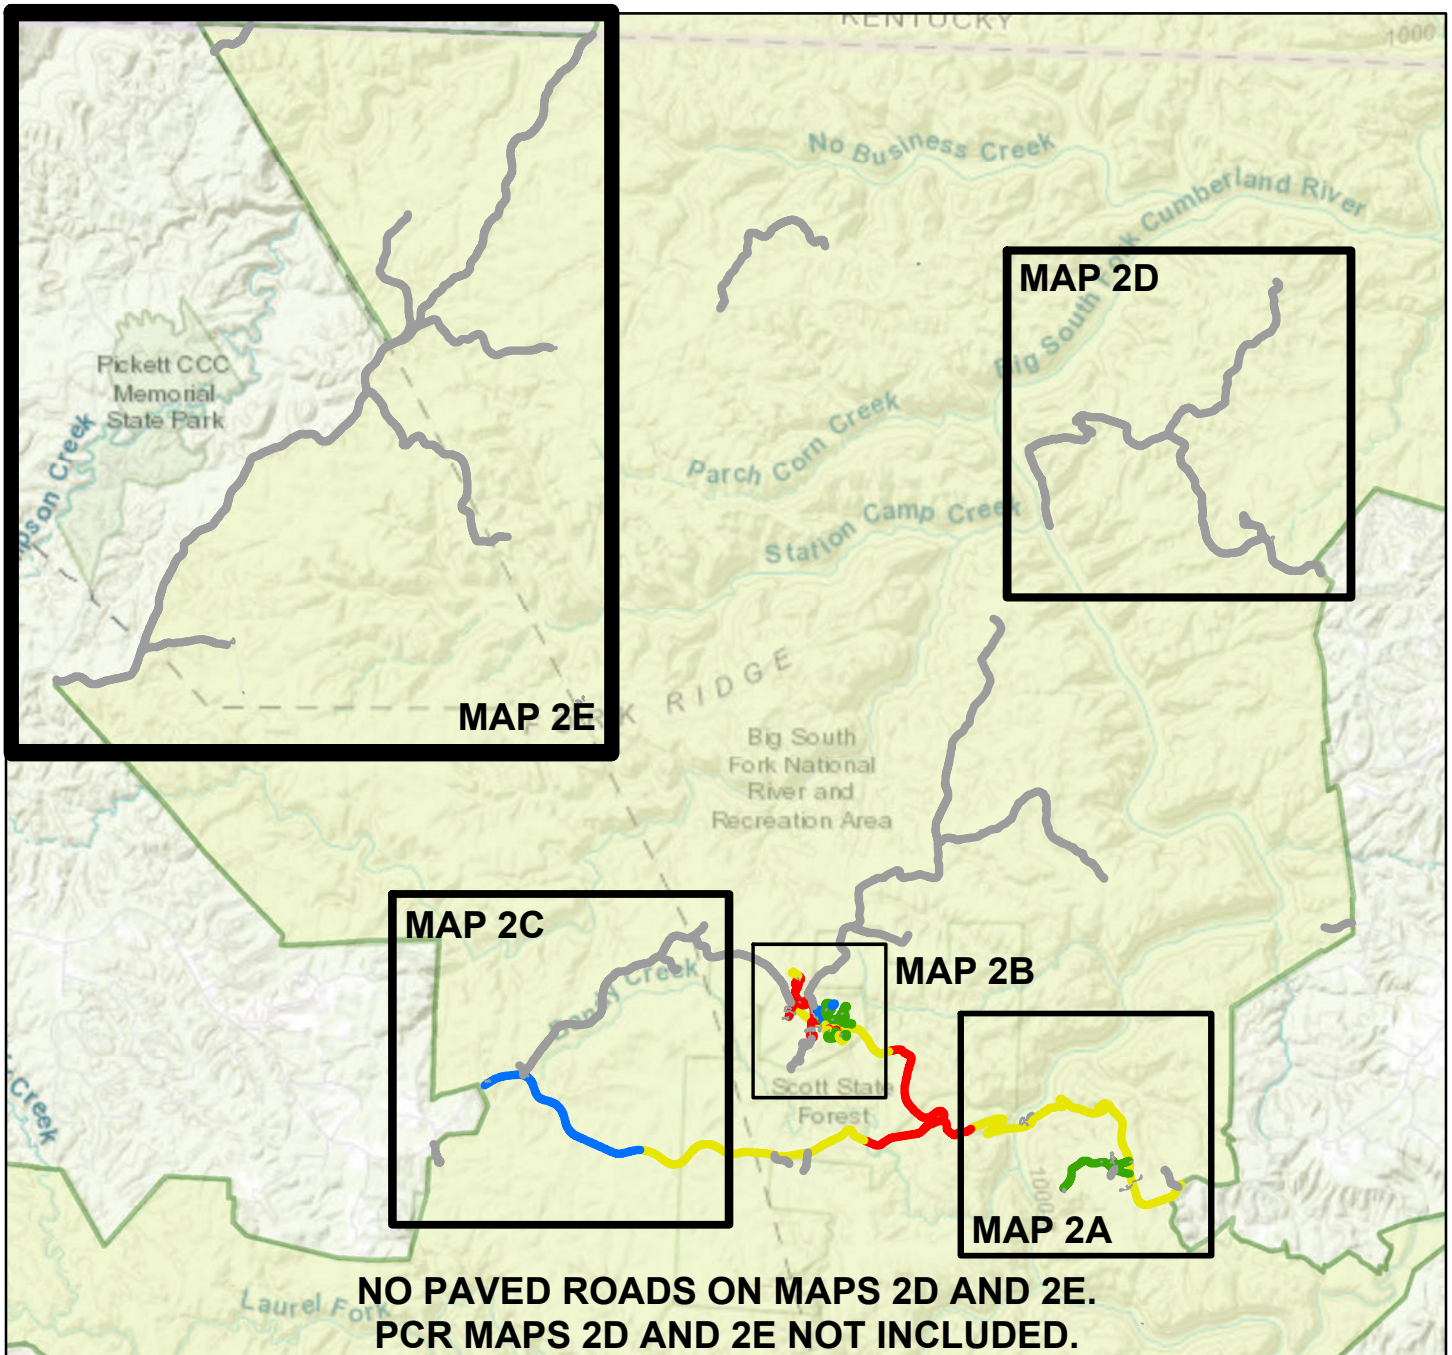 KENTUCKY
1000
No Business Creek
Big South Fork Cumberland River
MAP 2D
Pickett CCC
Memorial
State Park
Parch Corn Creek
Station Camp Creek
MAP 2E
FORK RIDGE
Big South
Fork National
River and
Recreation Area
MAP 2C
MAP 2B
Creek
Scott State
Forest
Creek
1000
MAP 2A
NO PAVED ROADS ON MAPS 2D AND 2E.
Laurel Fork
PCR MAPS 2D AND 2E NOT INCLUDED.